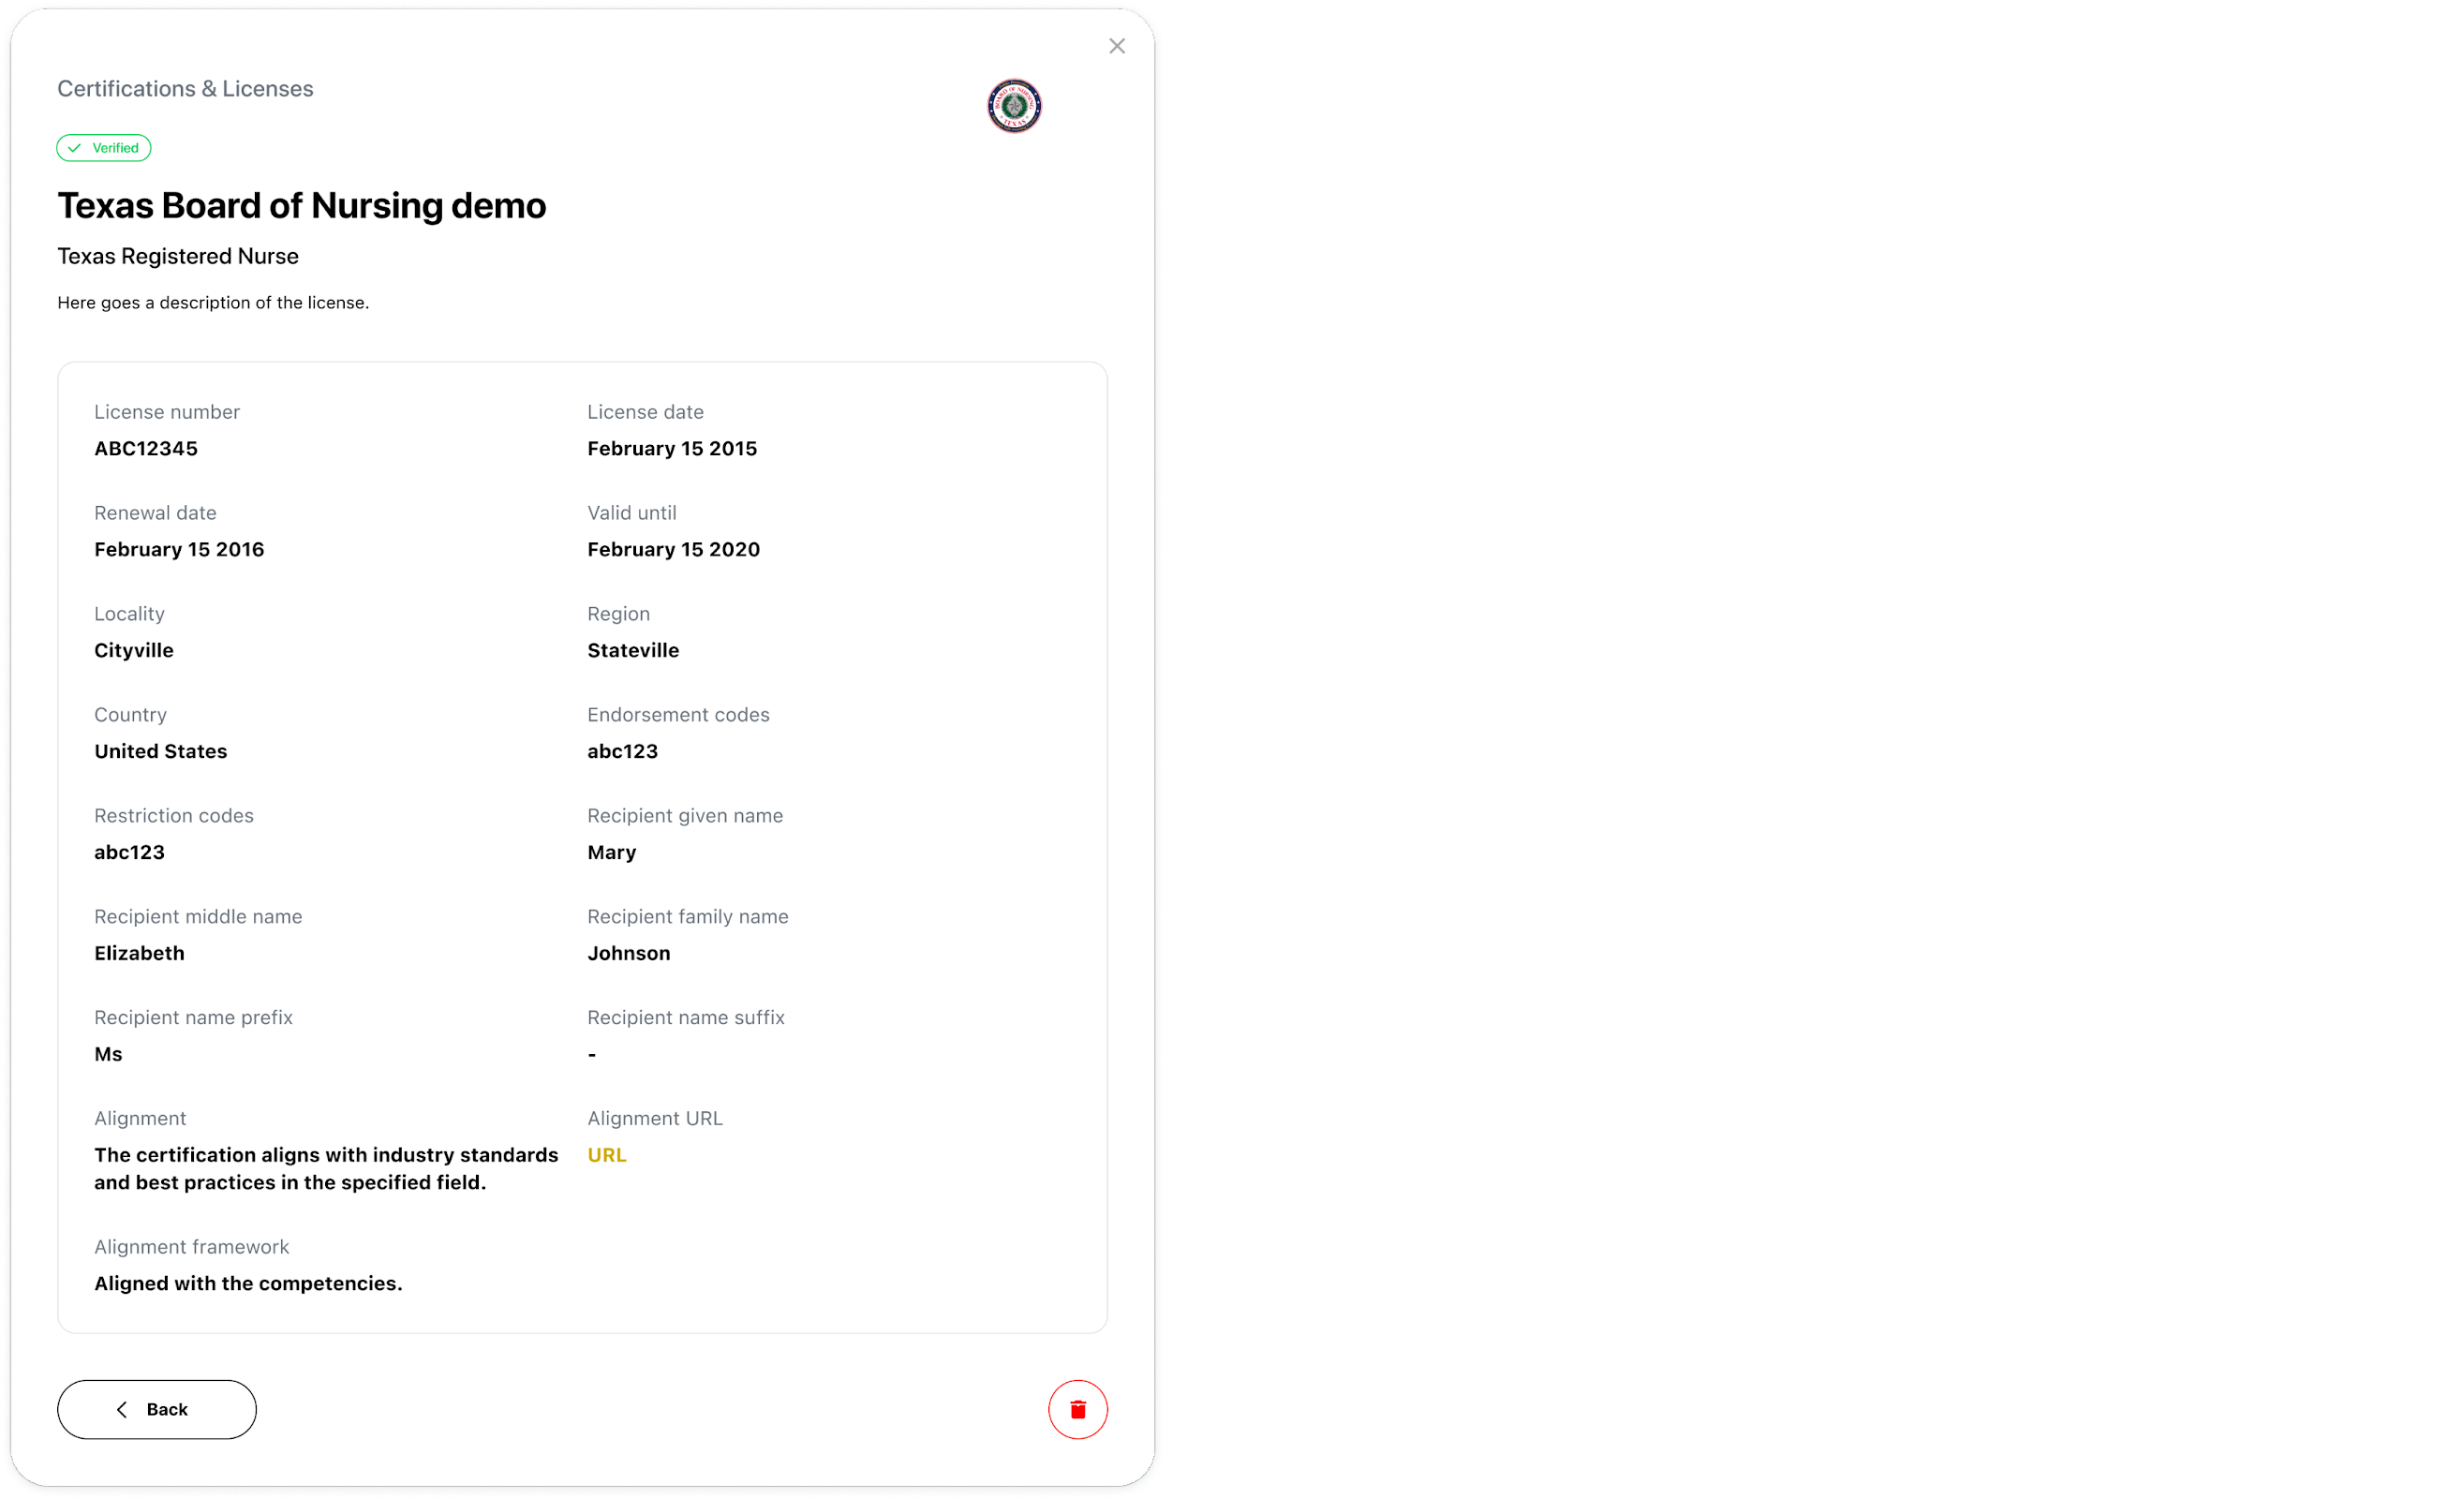 Certifications & Licenses
BOARD OF NURSING
TEXAS
Verified
Texas Board of Nursing demo
Texas Registered Nurse
Here goes a description of the license.
License number
License date
ABC12345
February 15 2015
Renewal date
Valid until
February 15 2016
February 15 2020
Locality
Region
Cityville
Stateville
Country
Endorsement codes
United States
abc123
Restriction codes
Recipient given name
abc123
Mary
Recipient middle name
Recipient family name
Elizabeth
Johnson
Recipient name prefix
Recipient name suffix
Ms
-
Alignment
Alignment URL
The certification aligns with industry standards
URL
and best practices in the specified field.
Alignment framework
Aligned with the competencies.
Back